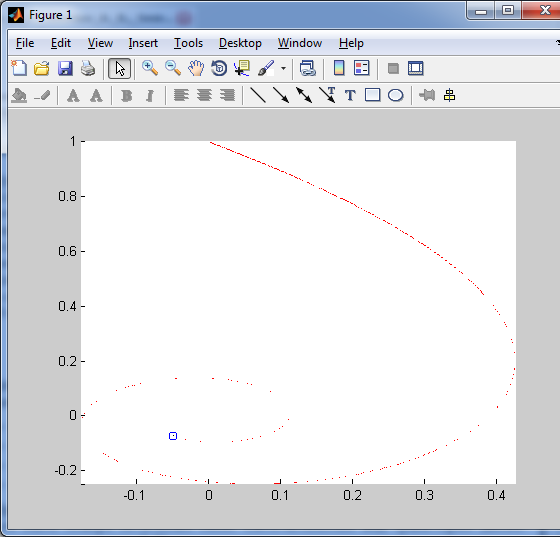 Figure 1
File Edit View Insert Tools Desktop Window Help
A A B I
T T
1
0.8
0.6
0.4
0.2
0
-0.2
-0.1 0 0.1 0.2 0.3 0.4